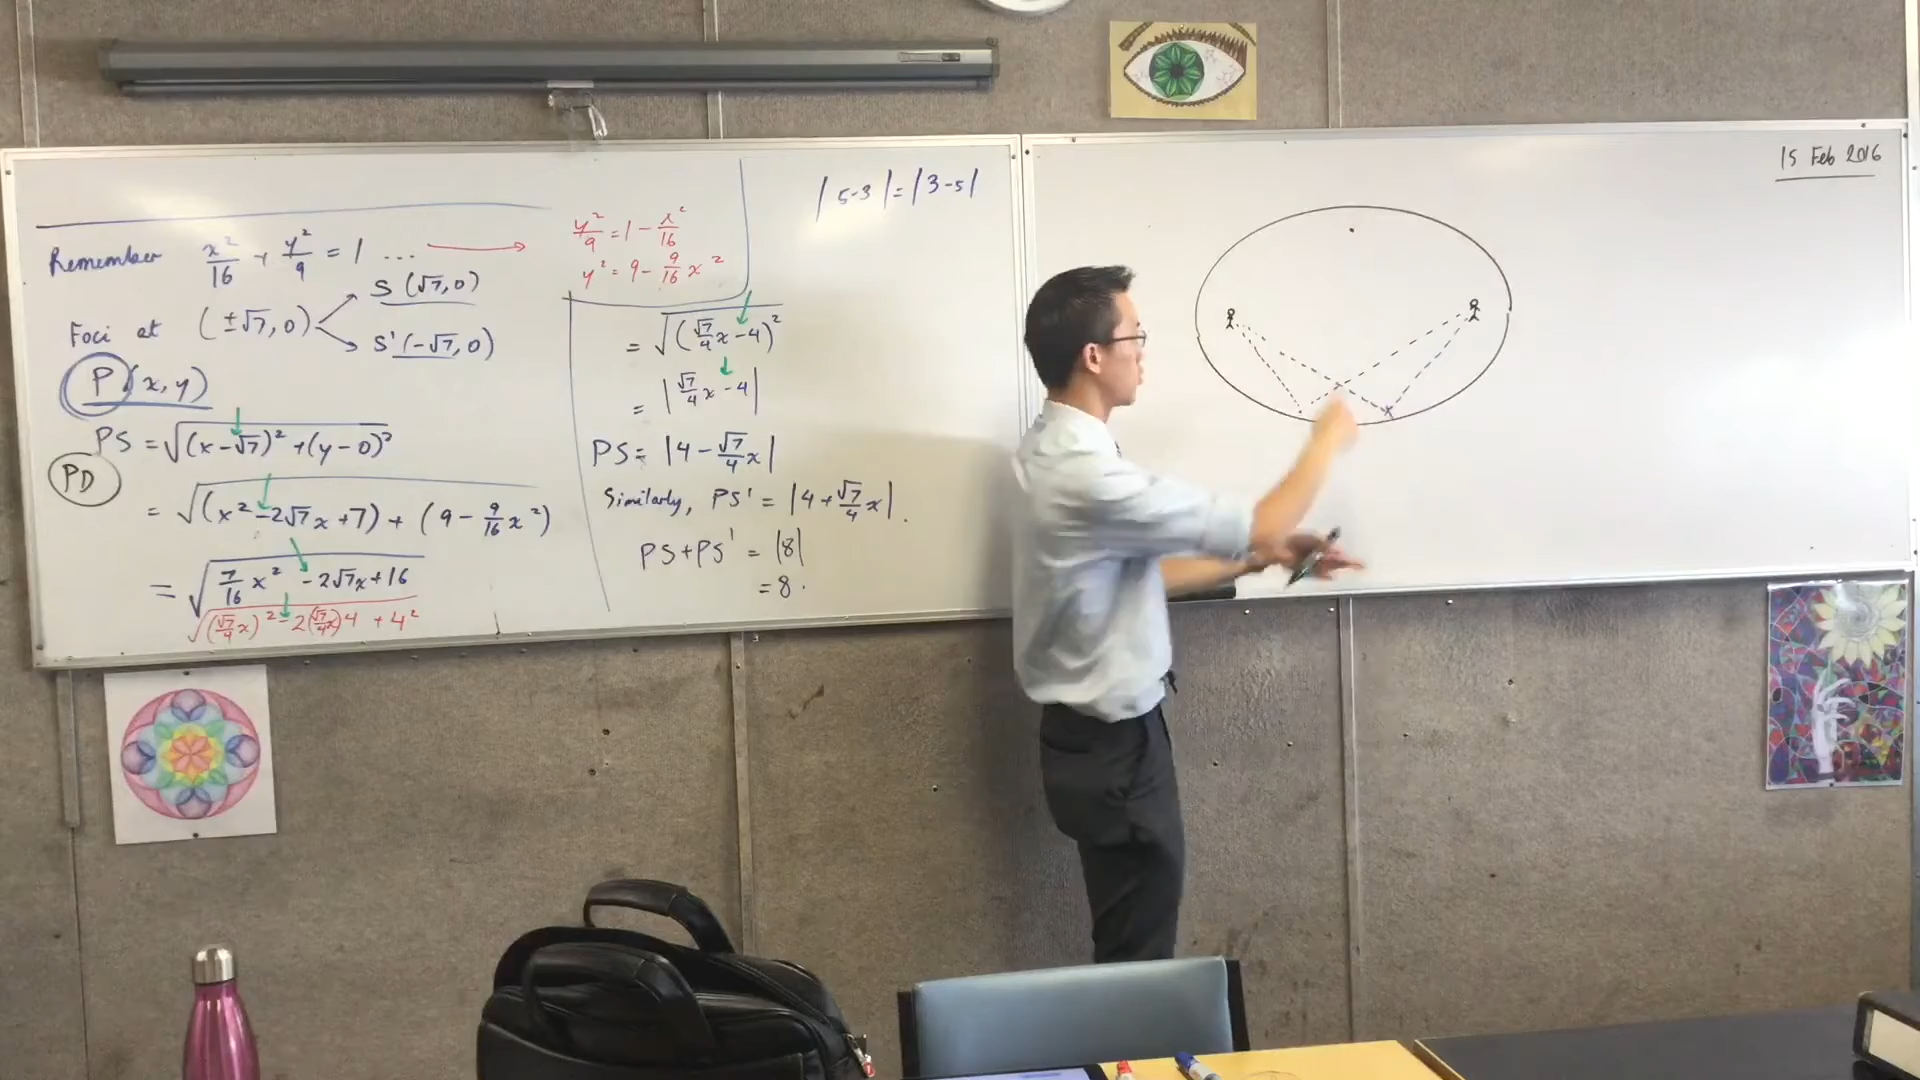 Remember x²/16 + y²/9 = 1 ...
Foci at (±√7, 0)
S (√7, 0)
S' (-√7, 0)
P (x, y)
PS = √((x-√7)² + (y-0)²
PD
= √(x² - 2√7x + 7) + (9 - 9/16 x²)
= √(7/16 x² - 2√7x + 16
√((√7/4 x)² - 2(√7/4 x)4 + 4²
y²/9 = 1 - x²/16
y² = 9 - 9/16 x²
= √(√7/4 x - 4)²
= |√7/4 x - 4|
PS = |4 - √7/4 x|
Similarly, PS' = |4 + √7/4 x|.
PS + PS' = |8|
= 8.
|5-3| = |3-5|
15 Feb 2016